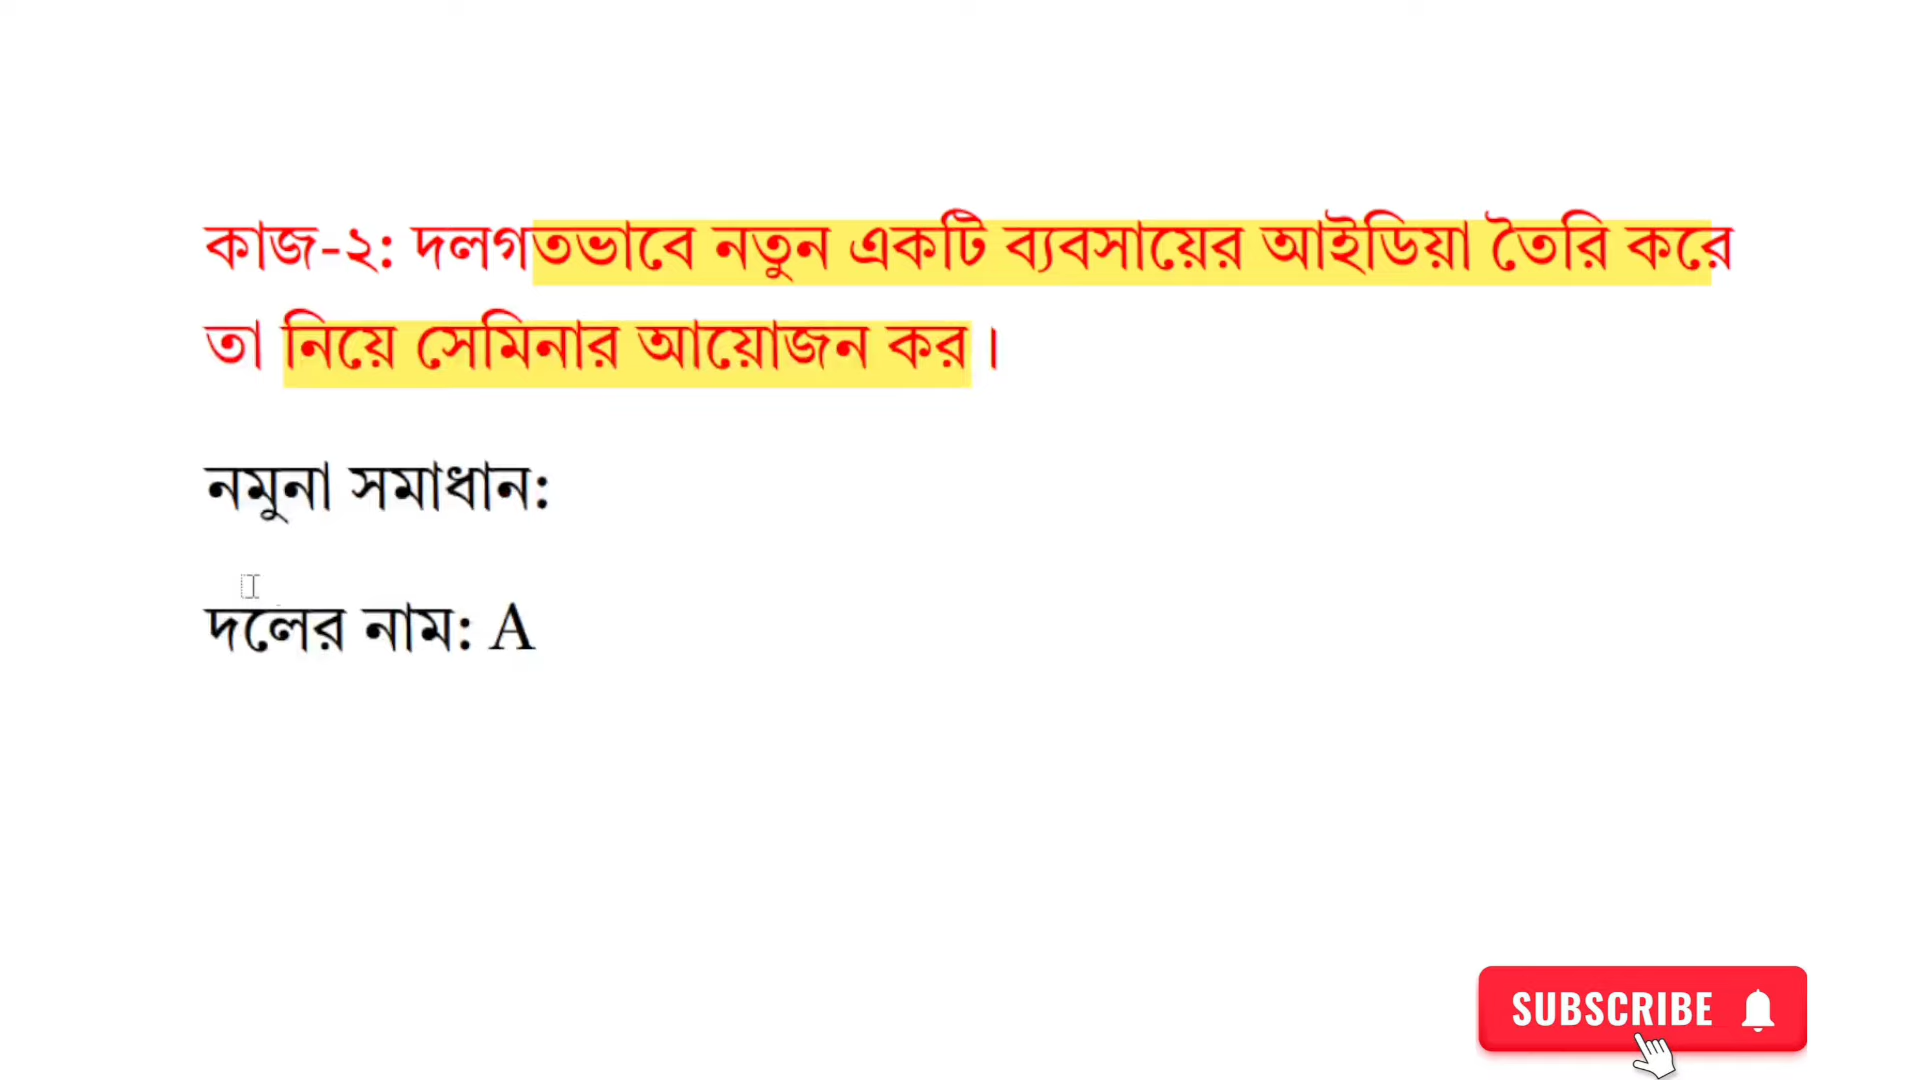 কাজ-২: দলগতভাবে নতুন একটি ব্যবসায়ের আইডিয়া তৈরি করে
তা নিয়ে সেমিনার আয়োজন কর।
নমুনা সমাধান:
দলের নাম: A
SUBSCRIBE